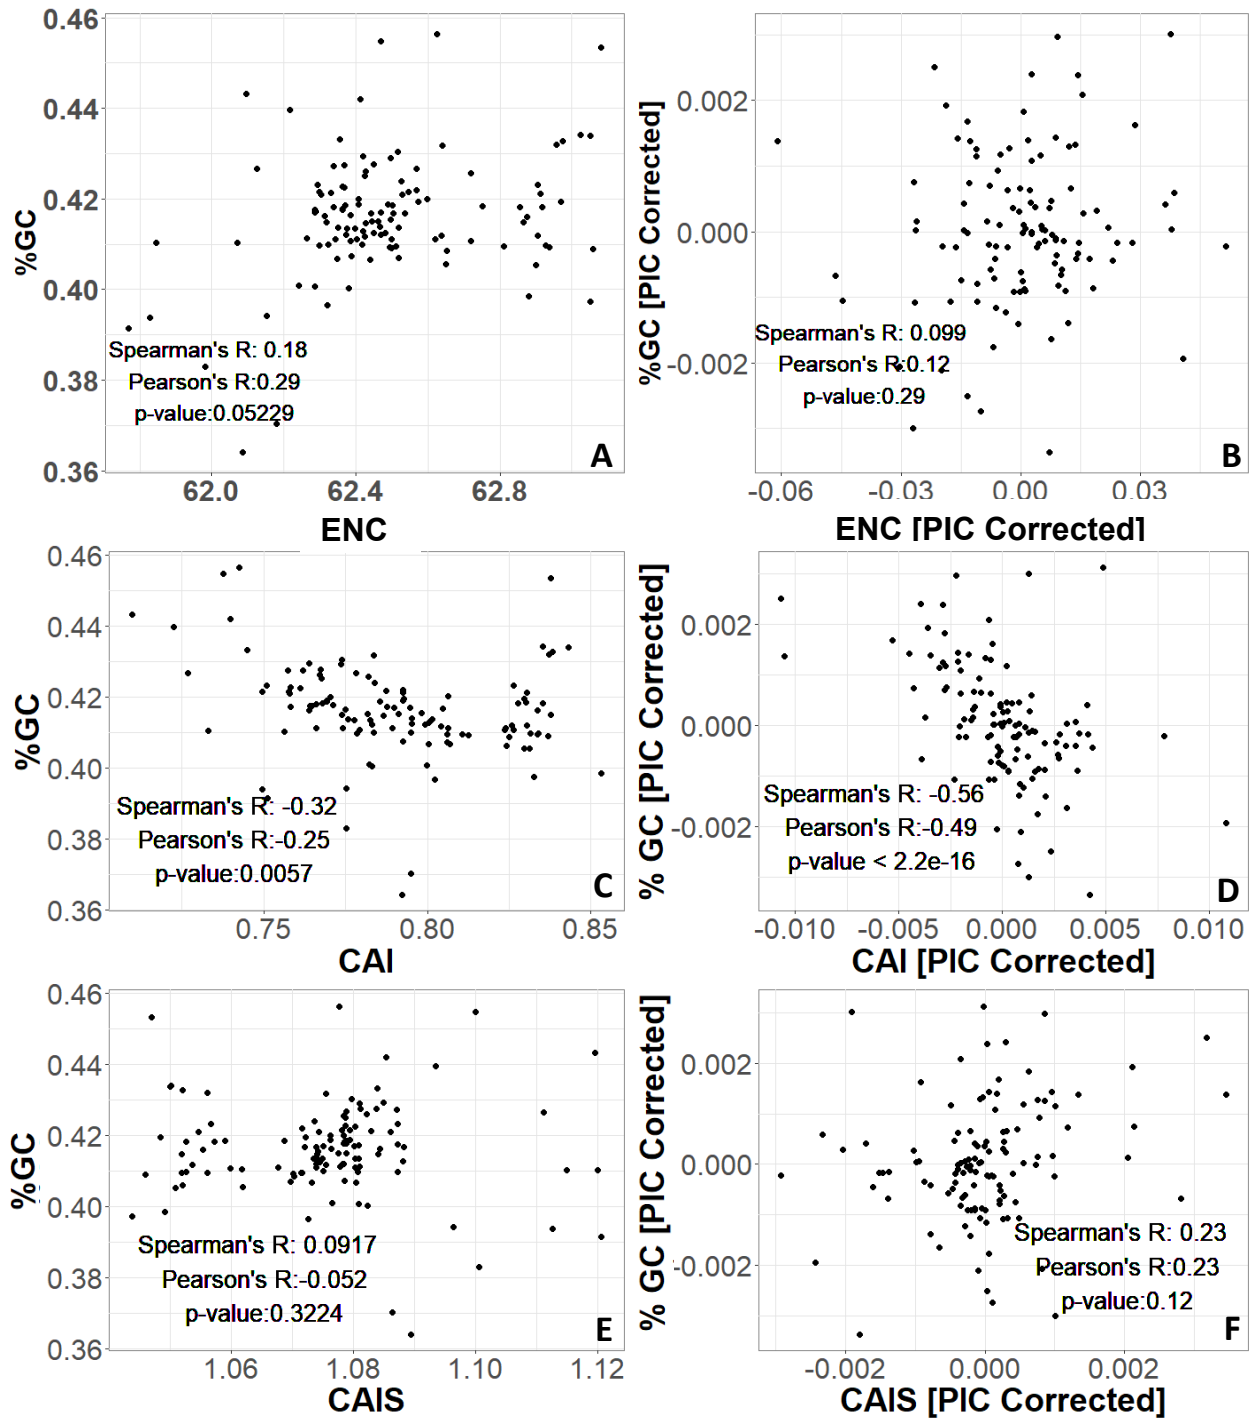 0.46
0.44
0.42
0.40
0.38
0.36
%GC
Spearman's R: 0.18
Pearson's R:0.29
p-value:0.05229
A
62.0 62.4 62.8
ENC
0.002
0.000
-0.002
%GC [PIC Corrected]
Spearman's R: 0.099
Pearson's R:0.12
p-value:0.29
B
-0.06 -0.03 0.00 0.03
ENC [PIC Corrected]
0.46
0.44
0.42
0.40
0.38
0.36
%GC
Spearman's R: -0.32
Pearson's R:-0.25
p-value:0.0057
C
0.75 0.80 0.85
CAI
0.002
0.000
-0.002
% GC [PIC Corrected]
Spearman's R: -0.56
Pearson's R:-0.49
p-value < 2.2e-16
D
-0.010 -0.005 0.000 0.005 0.010
CAI [PIC Corrected]
0.46
0.44
0.42
0.40
0.38
0.36
%GC
Spearman's R: 0.0917
Pearson's R:-0.052
p-value:0.3224
E
1.06 1.08 1.10 1.12
CAIS
0.002
0.000
-0.002
% GC [PIC Corrected]
Spearman's R: 0.23
Pearson's R:0.23
p-value:0.12
F
-0.002 0.000 0.002
CAIS [PIC Corrected]